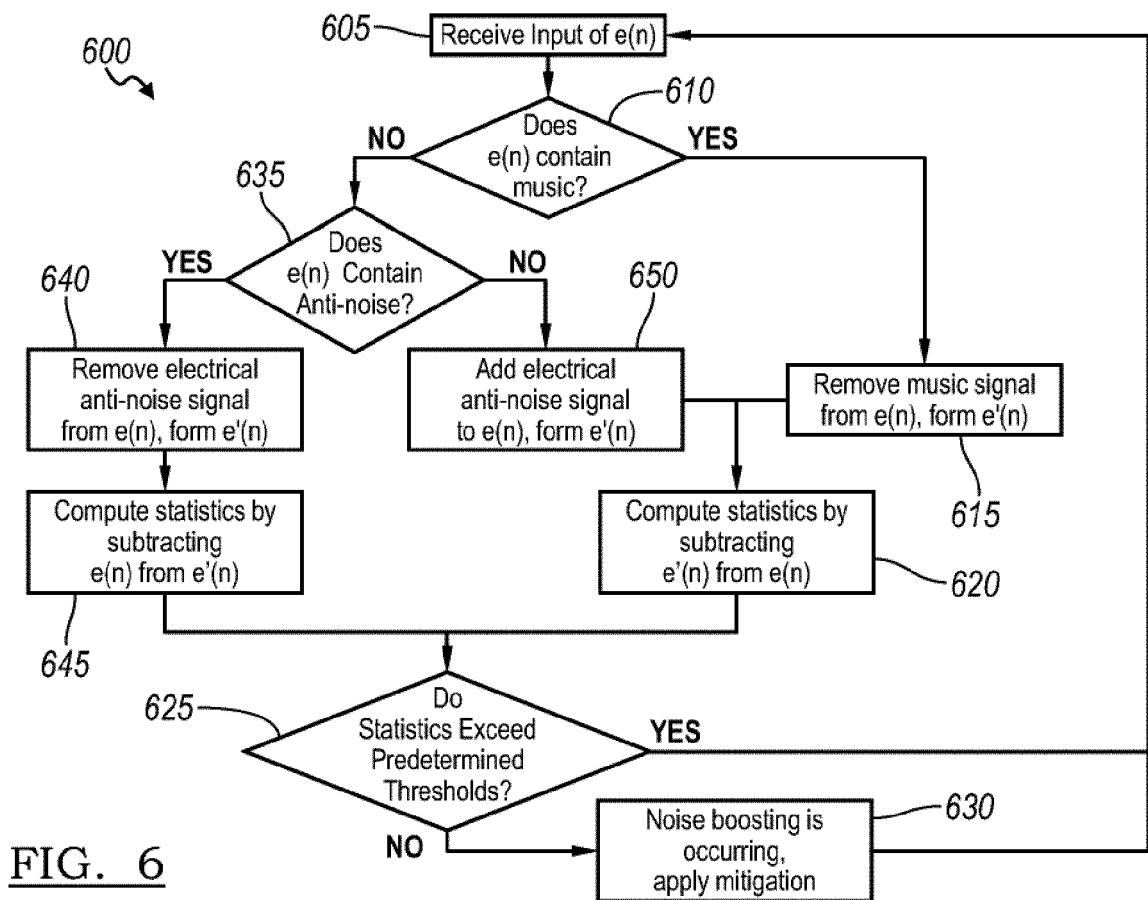 605
Receive Input of e(n)
600
610
Does
e(n) contain
music?
NO
YES
635
Does
e(n) Contain
Anti-noise?
YES
NO
640
Remove electrical
anti-noise signal
from e(n), form e'(n)
650
Add electrical
anti-noise signal
to e(n), form e'(n)
Remove music signal
from e(n), form e'(n)
615
Compute statistics by
subtracting
e(n) from e'(n)
645
Compute statistics by
subtracting
e'(n) from e(n)
620
625
Do
Statistics Exceed
Predetermined
Thresholds?
YES
NO
Noise boosting is
occurring,
apply mitigation
630
FIG. 6